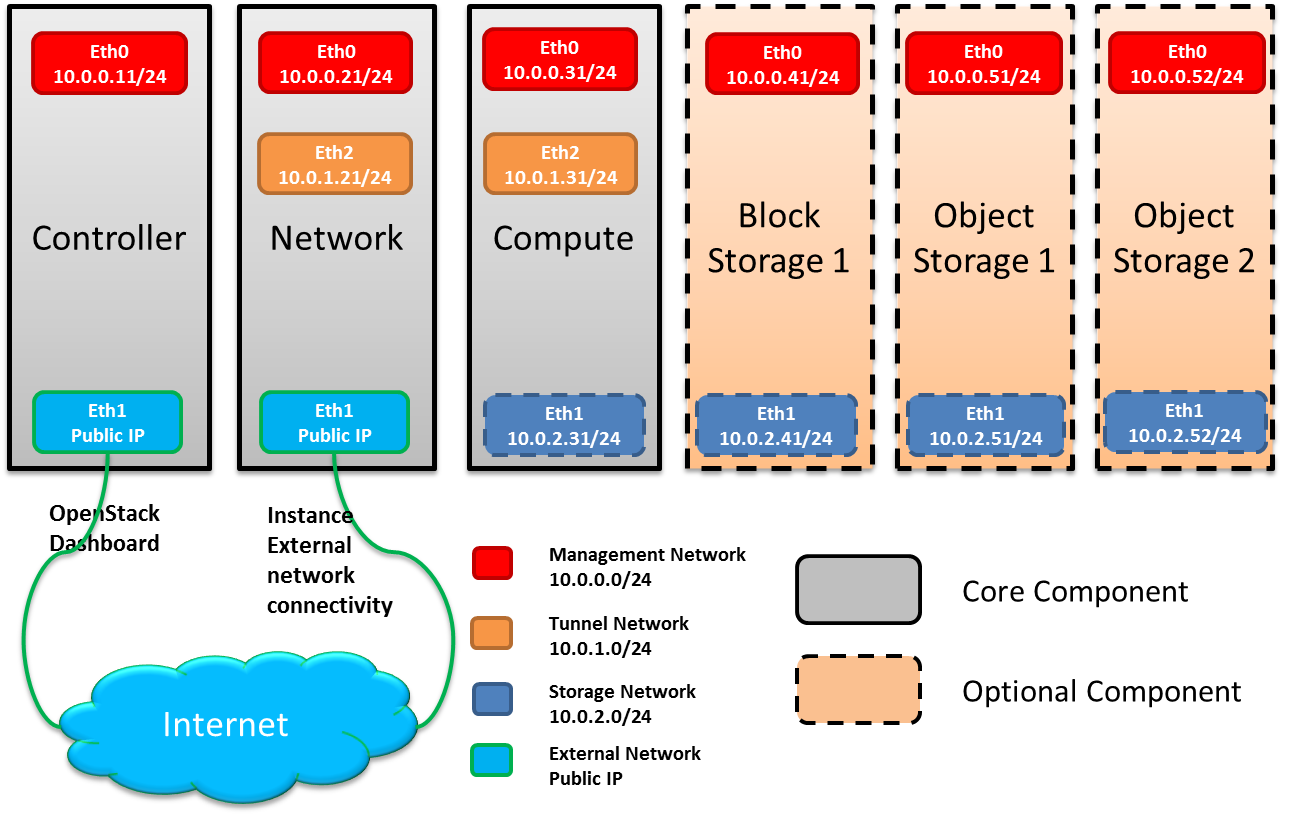 Eth0
10.0.0.11/24
Controller
Eth1
Public IP
Eth0
10.0.0.21/24
Eth2
10.0.1.21/24
Network
Eth1
Public IP
Eth0
10.0.0.31/24
Eth2
10.0.1.31/24
Compute
Eth1
10.0.2.31/24
Eth0
10.0.0.41/24
Block
Storage 1
Eth1
10.0.2.41/24
Eth0
10.0.0.51/24
Object
Storage 1
Eth1
10.0.2.51/24
Eth0
10.0.0.52/24
Object
Storage 2
Eth1
10.0.2.52/24
OpenStack
Dashboard
Instance
External
network
connectivity
Internet
Management Network
10.0.0.0/24
Tunnel Network
10.0.1.0/24
Storage Network
10.0.2.0/24
External Network
Public IP
Core Component
Optional Component